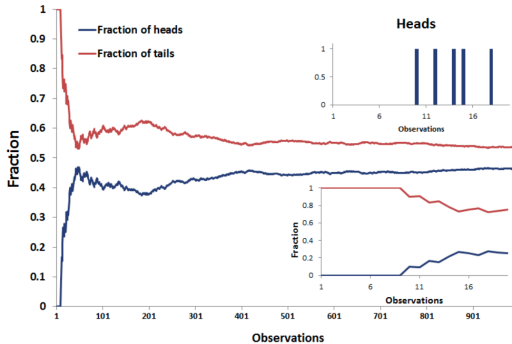 Fraction of heads
Fraction of tails
Heads
1
0.9
0.8
0.7
0.6
0.5
0.4
0.3
0.2
0.1
0
Fraction
1 101 201 301 401 501 601 701 801 901
Observations
1
0.5
0
1 6 11 16
Observations
1
0.8
0.6
0.4
0.2
0
Fraction
1 6 11 16
Observations